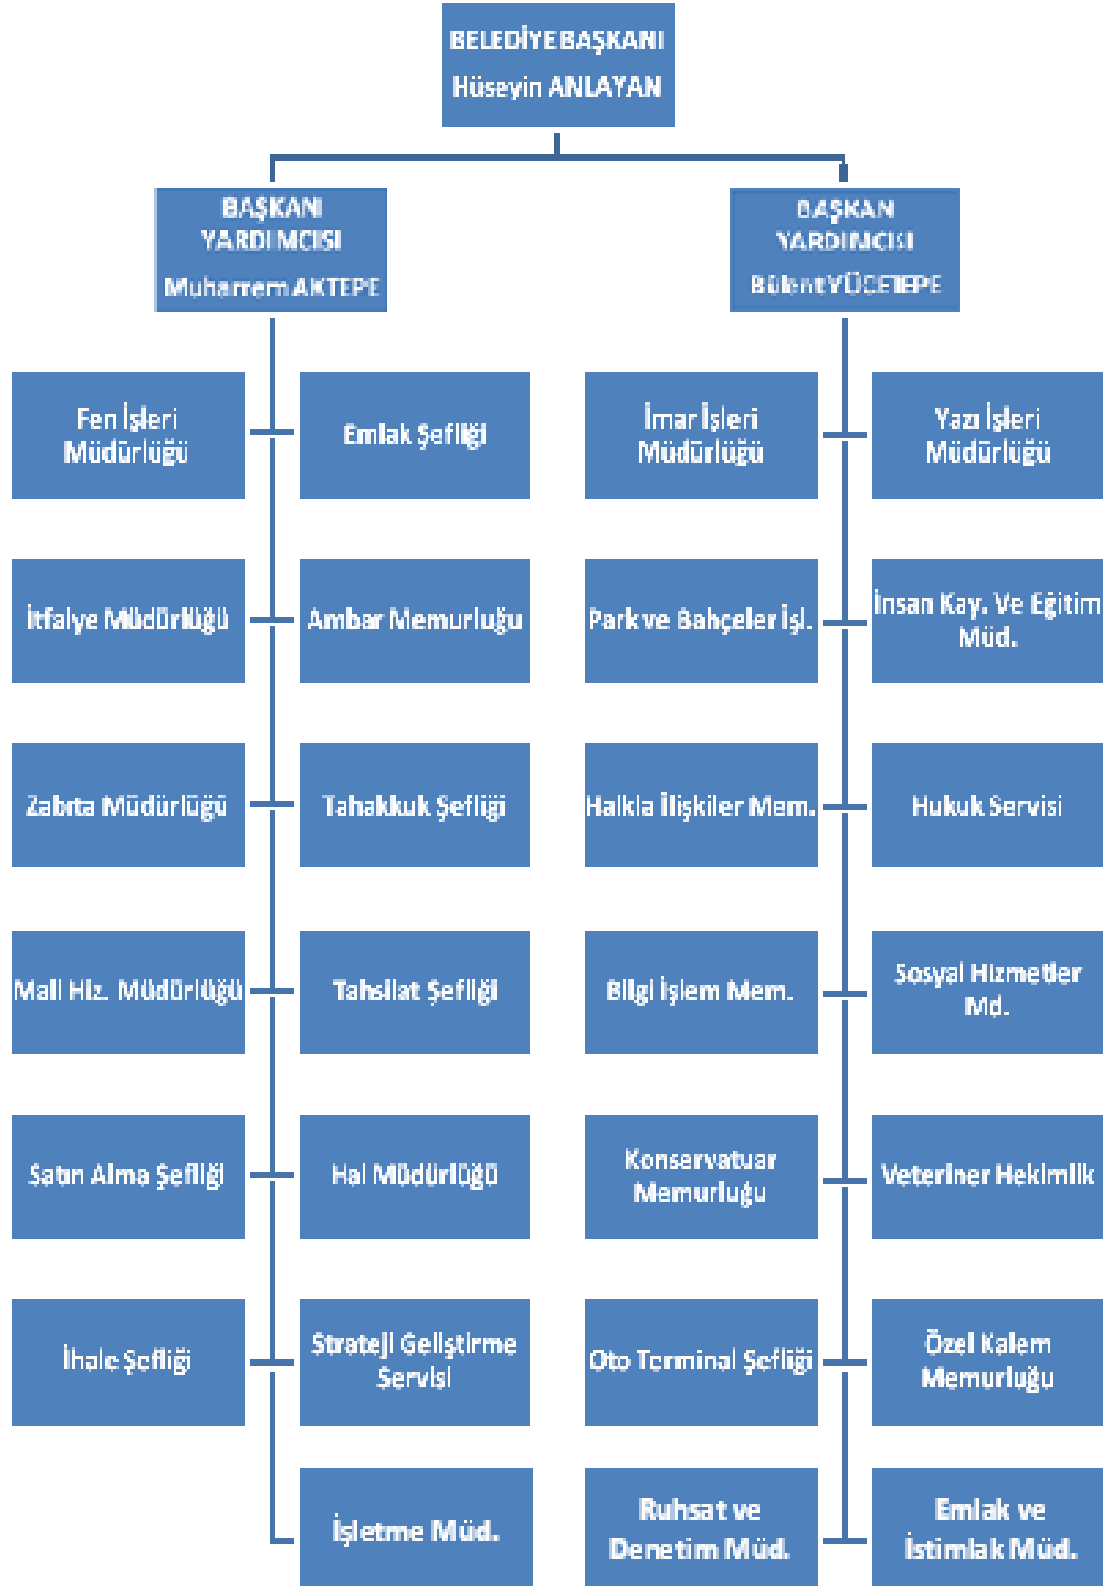 BELEDİYE BAŞKANI
Hüseyin ANLAYAN
BAŞKANI
YARDIMCISI
Muharrem AKTEPE
BAŞKAN
YARDIMCISI
Bülent YÜCETEPE
Fen İşleri
Müdürlüğü
Emlak Şefliği
İmar İşleri
Müdürlüğü
Yazı İşleri
Müdürlüğü
İtfaiye Müdürlüğü
Ambar Memurluğu
Park ve Bahçeler İşl.
İnsan Kay. Ve Eğitim
Müd.
Zabıta Müdürlüğü
Tahakkuk Şefliği
Halkla İlişkiler Mem.
Hukuk Servisi
Mali Hiz. Müdürlüğü
Tahsilat Şefliği
Bilgi İşlem Mem.
Sosyal Hizmetler
Md.
Satın Alma Şefliği
Hal Müdürlüğü
Konservatuar
Memurluğu
Veteriner Hekimlik
İhale Şefliği
Strateji Geliştirme
Servisi
Oto Terminal Şefliği
Özel Kalem
Memurluğu
İşletme Müd.
Ruhsat ve
Denetim Müd.
Emlak ve
İstimlak Müd.